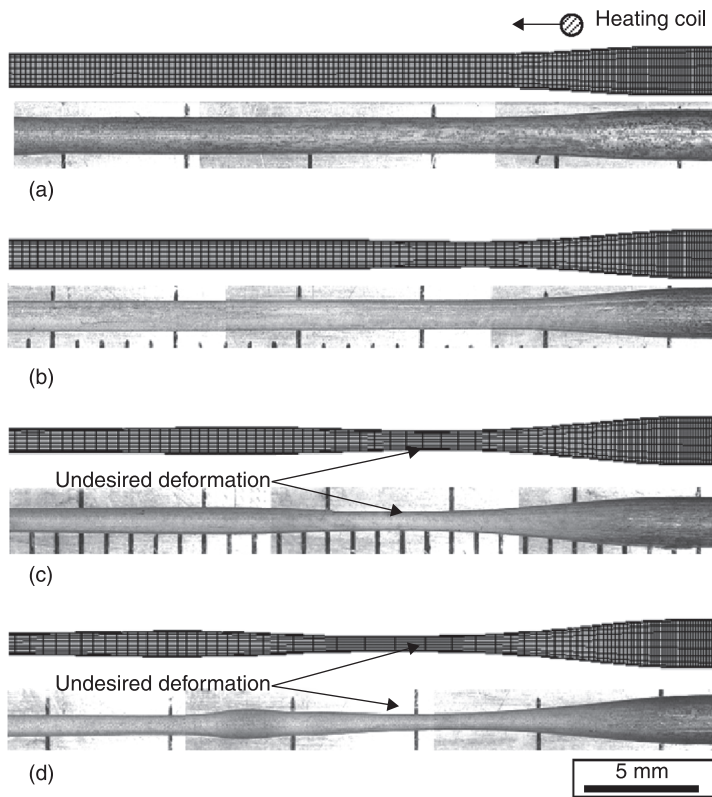 Heating coil
(a)
(b)
Undesired deformation
(c)
Undesired deformation
(d)
5 mm